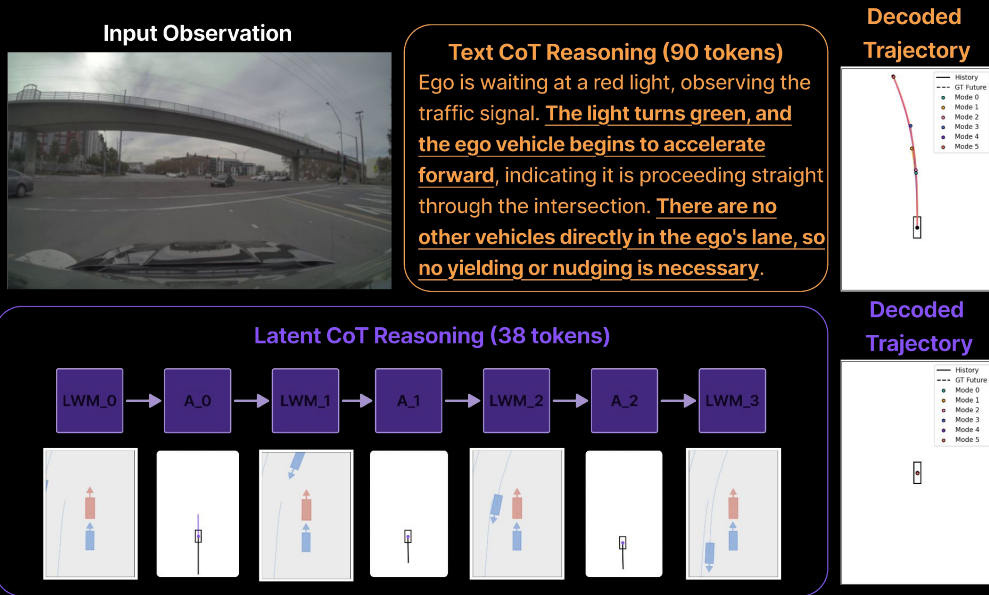 Input Observation
Text CoT Reasoning (90 tokens)
Ego is waiting at a red light, observing the
traffic signal. The light turns green, and
the ego vehicle begins to accelerate
forward, indicating it is proceeding straight
through the intersection. There are no
other vehicles directly in the ego's lane, so
no yielding or nudging is necessary.
Decoded
Trajectory
History
GT Future
Mode 0
Mode 1
Mode 2
Mode 3
Mode 4
Mode 5
Latent CoT Reasoning (38 tokens)
LWM_0
A_0
LWM_1
A_1
LWM_2
A_2
LWM_3
Decoded
Trajectory
History
GT Future
Mode 0
Mode 1
Mode 2
Mode 3
Mode 4
Mode 5